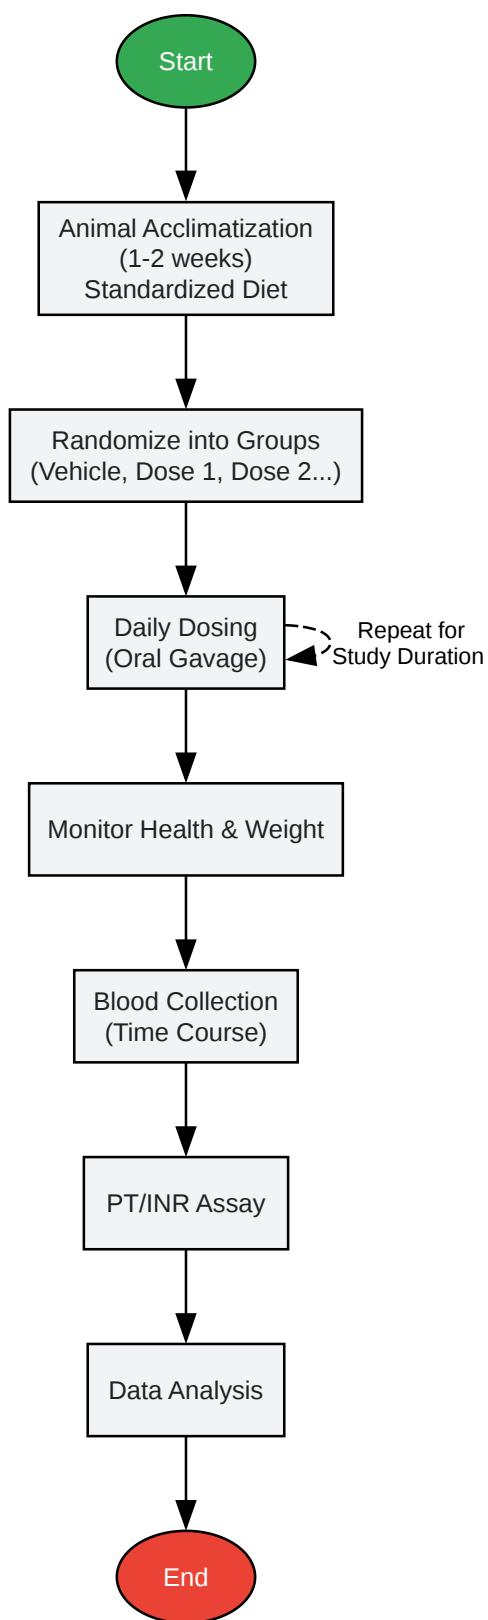 Start
Animal Acclimatization
(1-2 weeks)
Standardized Diet
Randomize into Groups
(Vehicle, Dose 1, Dose 2...)
Daily Dosing
(Oral Gavage)
Repeat for
Study Duration
Monitor Health & Weight
Blood Collection
(Time Course)
PT/INR Assay
Data Analysis
End